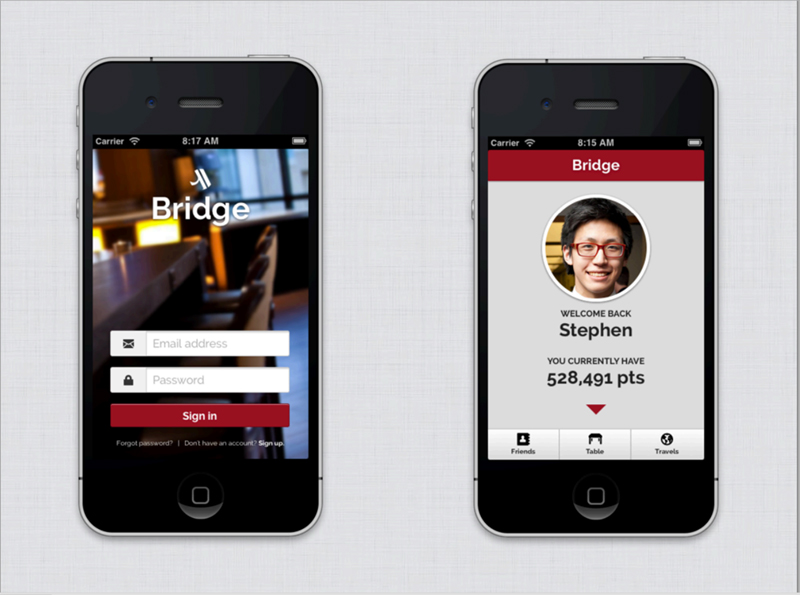 Carrier 8:17 AM
Bridge
Email address
Password
Sign in
Forgot password? | Don't have an account? Sign up.
Carrier 8:15 AM
Bridge
WELCOME BACK
Stephen
YOU CURRENTLY HAVE
528,491 pts
Friends Table Travels